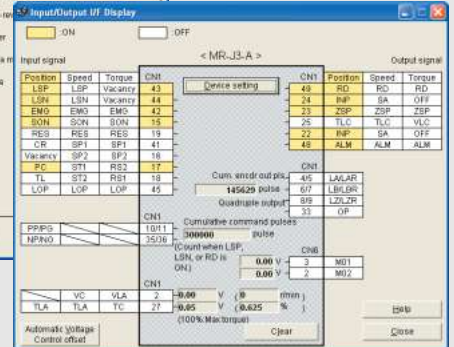 Input/Output I/F Display
:ON :OFF
< MR-J3-A >
Input signal Output signal
Position Speed Torque CN1 Device setting CN1 Position Speed Torque
LSP LSP Vacancy 43 49 RD RD RD
LSN LSN Vacancy 44 24 INP SA OFF
EMG EMG EMG 42 23 ZSP ZSP ZSP
SON SON SON 15 25 TLC TLC VLC
RES RES RES 19 22 INP SA OFF
CR SP1 SP1 41 48 ALM ALM ALM
Vacancy SP2 SP2 16
PC ST1 RS2 17 CN1
TL ST2 RS1 18 Cum. encdr out pls. 4/5 LA/LAR
LOP LOP LOP 45 145629 pulse 6/7 LB/LBR
Quadruple output 8/9 LZ/LZR
33 OP
CN1 Cumulative command pulses
PP/PG 10/11 300000 pulse
NP/NG 35/36 (Count when LSP, LSN, or RD is ON.)
CN6
0.00 V 3 MO1
0.00 V 2 MO2
CN1
VC VLA 2 -0.00 V ( 0 r/min )
TLA TLA TC 27 -0.05 V ( 0.625 % )
(100% Max torque)
Help
Automatic Voltage Control offset Clear Close